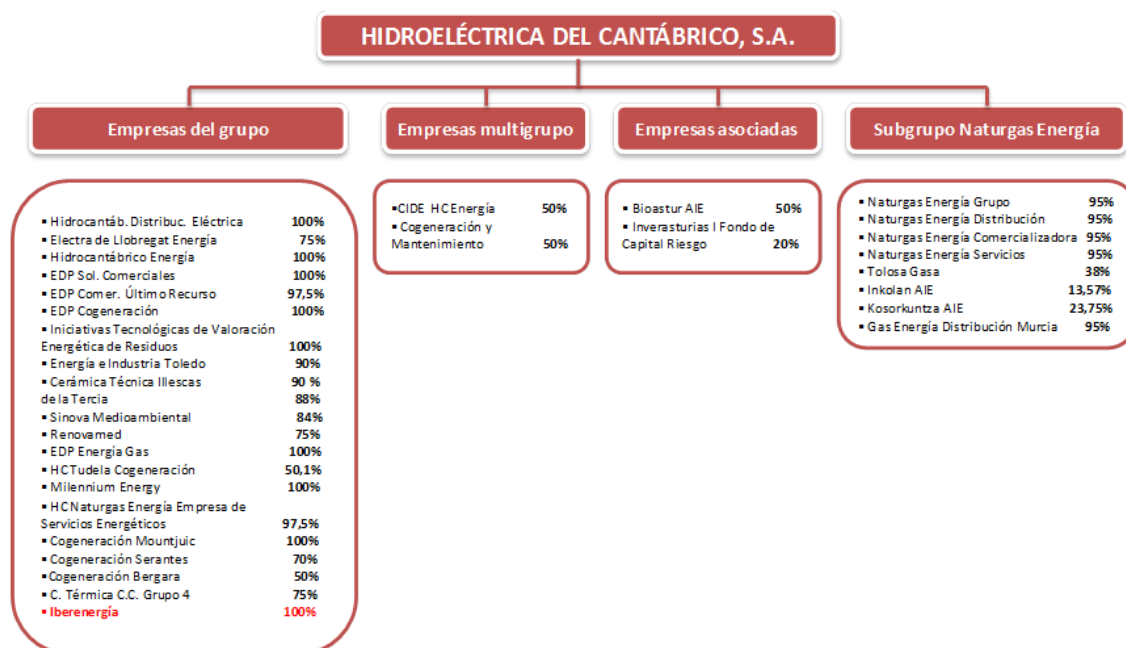 HIDROELÉCTRICA DEL CANTÁBRICO, S.A.
Empresas del grupo
▪ Hidrocantáb. Distribuc. Eléctrica 100%
▪ Electra de Llobregat Energía 75%
▪ Hidrocantábrico Energía 100%
▪ EDP Sol. Comerciales 100%
▪ EDP Comer. Último Recurso 97,5%
▪ EDP Cogeneración 100%
▪ Iniciativas Tecnológicas de Valoración
Energética de Residuos 100%
▪ Energía e Industria Toledo 90%
▪ Cerámica Técnica Illescas 90 %
de la Tercia 88%
▪ Sinova Medioambiental 84%
▪ Renovamed 75%
▪ EDP Energía Gas 100%
▪ HC Tudela Cogeneración 50,1%
▪ Milennium Energy 100%
▪ HC Naturgas Energía Empresa de
Servicios Energéticos 97,5%
▪ Cogeneración Mountjuic 100%
▪ Cogeneración Serantes 70%
▪ Cogeneración Bergara 50%
▪ C. Térmica C.C. Grupo 4 75%
▪ Iberenergía 100%
Empresas multigrupo
▪ CIDE HC Energía 50%
▪ Cogeneración y
Mantenimiento 50%
Empresas asociadas
▪ Bioastur AIE 50%
▪ Inverasturias I Fondo de
Capital Riesgo 20%
Subgrupo Naturgas Energía
▪ Naturgas Energía Grupo 95%
▪ Naturgas Energía Distribución 95%
▪ Naturgas Energía Comercializadora 95%
▪ Naturgas Energía Servicios 95%
▪ Tolosa Gasa 38%
▪ Inkolan AIE 13,57%
▪ Kosorkuntza AIE 23,75%
▪ Gas Energía Distribución Murcia 95%